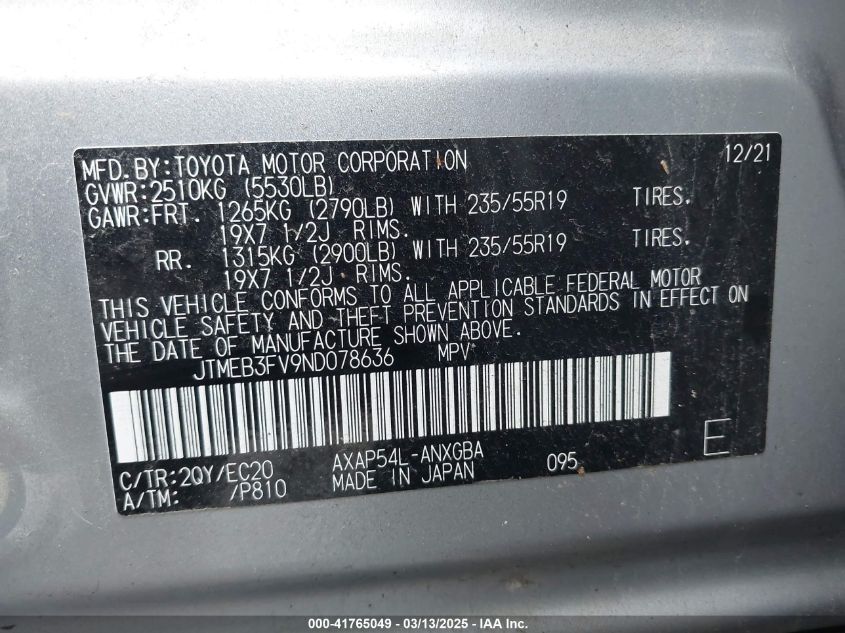 MFD. BY:TOYOTA MOTOR CORPORATION 12/21
GVWR:2510KG (5530LB)
GAWR:FRT. 1265KG (2790LB) WITH 235/55R19 TIRES.
19X7 1/2J RIMS.
RR. 1315KG (2900LB) WITH 235/55R19 TIRES.
19X7 1/2J RIMS.
THIS VEHICLE CONFORMS TO ALL APPLICABLE FEDERAL MOTOR
VEHICLE SAFETY AND THEFT PREVENTION STANDARDS IN EFFECT ON
THE DATE OF MANUFACTURE SHOWN ABOVE.
JTMEB3FV9ND078636 MPV
C/TR:2QY/EC20 AXAP54L-ANXGBA 095 E
A/TM: /P810 MADE IN JAPAN
000-41765049 — 03/13/2025 — IAA Inc.